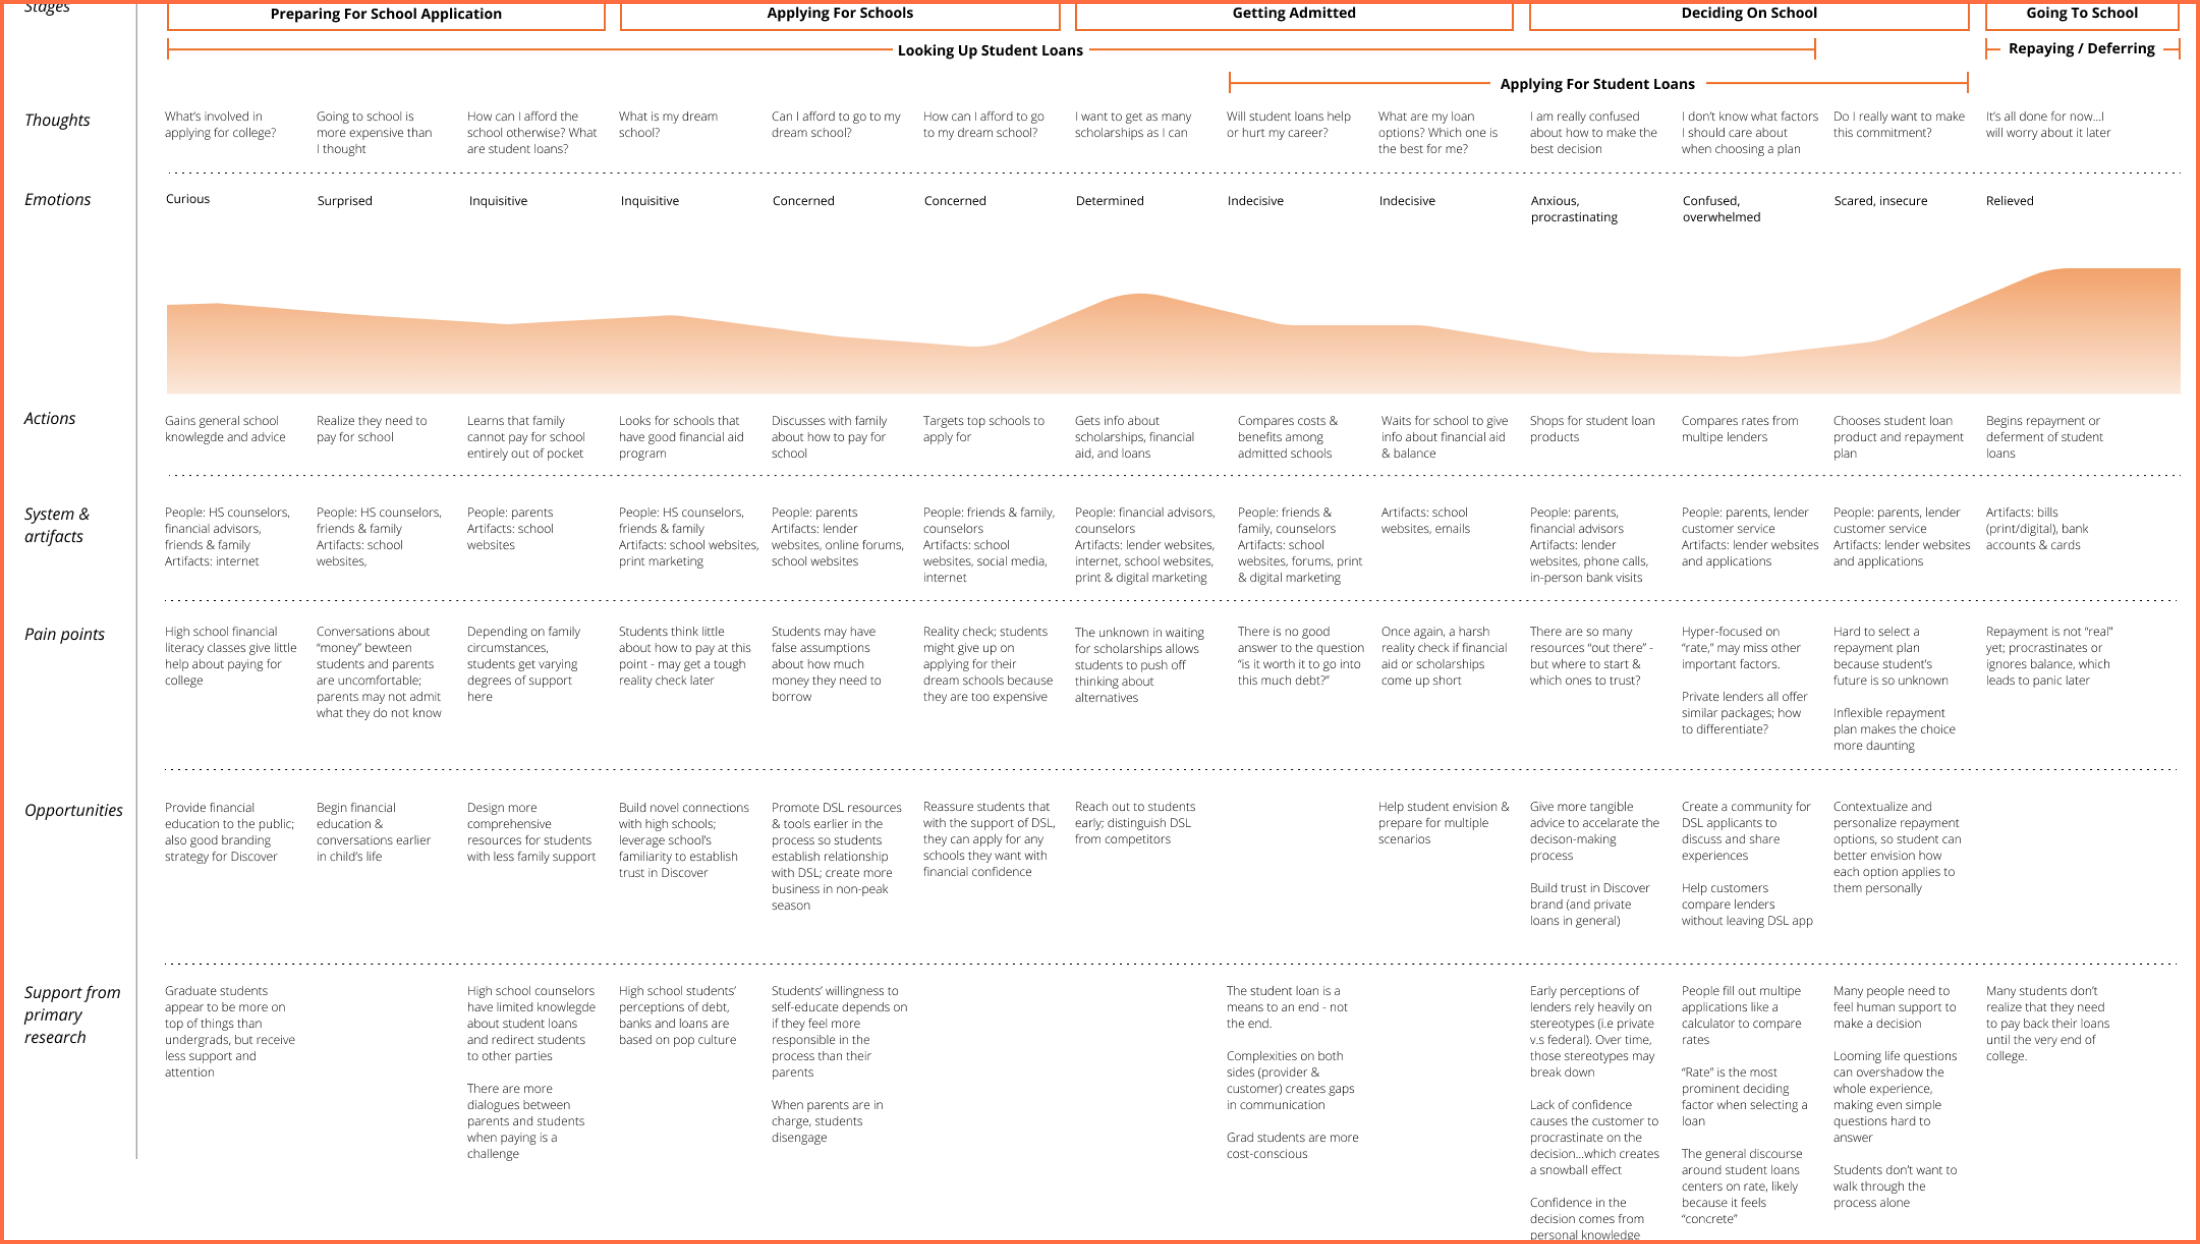 Stages
Preparing For School Application
Applying For Schools
Getting Admitted
Deciding On School
Going To School
Looking Up Student Loans
Repaying / Deferring
Applying For Student Loans
Thoughts
What's involved in
applying for college?
Going to school is
more expensive than
I thought
How can I afford the
school otherwise? What
are student loans?
What is my dream
school?
Can I afford to go to my
dream school?
How can I afford to go
to my dream school?
I want to get as many
scholarships as I can
Will student loans help
or hurt my career?
What are my loan
options? Which one is
the best for me?
I am really confused
about how to make the
best decision
I don't know what factors
I should care about
when choosing a plan
Do I really want to make
this commitment?
It's all done for now...I
will worry about it later
Emotions
Curious
Surprised
Inquisitive
Inquisitive
Concerned
Concerned
Determined
Indecisive
Indecisive
Anxious,
procrastinating
Confused,
overwhelmed
Scared, insecure
Relieved
Actions
Gains general school
knowlegde and advice
Realize they need to
pay for school
Learns that family
cannot pay for school
entirely out of pocket
Looks for schools that
have good financial aid
program
Discusses with family
about how to pay for
school
Targets top schools to
apply for
Gets info about
scholarships, financial
aid, and loans
Compares costs &
benefits among
admitted schools
Waits for school to give
info about financial aid
& balance
Shops for student loan
products
Compares rates from
multipe lenders
Chooses student loan
product and repayment
plan
Begins repayment or
deferment of student
loans
System &
artifacts
People: HS counselors,
financial advisors,
friends & family
Artifacts: internet
People: HS counselors,
friends & family
Artifacts: school
websites,
People: parents
Artifacts: school
websites
People: HS counselors,
friends & family
Artifacts: school websites,
print marketing
People: parents
Artifacts: lender
websites, online forums,
school websites
People: friends & family,
counselors
Artifacts: school
websites, social media,
internet
People: financial advisors,
counselors
Artifacts: lender websites,
internet, school websites,
print & digital marketing
People: friends &
family, counselors
Artifacts: school
websites, forums, print
& digital marketing
Artifacts: school
websites, emails
People: parents,
financial advisors
Artifacts: lender
websites, phone calls,
in-person bank visits
People: parents, lender
customer service
Artifacts: lender websites
and applications
People: parents, lender
customer service
Artifacts: lender websites
and applications
Artifacts: bills
(print/digital), bank
accounts & cards
Pain points
High school financial
literacy classes give little
help about paying for
college
Conversations about
“money” bewteen
students and parents
are uncomfortable;
parents may not admit
what they do not know
Depending on family
circumstances,
students get varying
degrees of support
here
Students think little
about how to pay at this
point - may get a tough
reality check later
Students may have
false assumptions
about how much
money they need to
borrow
Reality check; students
might give up on
applying for their
dream schools because
they are too expensive
The unknown in waiting
for scholarships allows
students to push off
thinking about
alternatives
There is no good
answer to the question
“is it worth it to go into
this much debt?”
Once again, a harsh
reality check if financial
aid or scholarships
come up short
There are so many
resources “out there” -
but where to start &
which ones to trust?
Hyper-focused on
“rate,” may miss other
important factors.
Private lenders all offer
similar packages; how
to differentiate?
Hard to select a
repayment plan
because student's
future is so unknown
Inflexible repayment
plan makes the choice
more daunting
Repayment is not “real”
yet; procrastinates or
ignores balance, which
leads to panic later
Opportunities
Provide financial
education to the public;
also good branding
strategy for Discover
Begin financial
education &
conversations earlier
in child's life
Design more
comprehensive
resources for students
with less family support
Build novel connections
with high schools;
leverage school's
familiarity to establish
trust in Discover
Promote DSL resources
& tools earlier in the
process so students
establish relationship
with DSL; create more
business in non-peak
season
Reassure students that
with the support of DSL,
they can apply for any
schools they want with
financial confidence
Reach out to students
early; distinguish DSL
from competitors
Help student envision &
prepare for multiple
scenarios
Give more tangible
advice to accelarate the
decison-making
process
Build trust in Discover
brand (and private
loans in general)
Create a community for
DSL applicants to
discuss and share
experiences
Help customers
compare lenders
without leaving DSL app
Contextualize and
personalize repayment
options, so student can
better envision how
each option applies to
them personally
Support from
primary
research
Graduate students
appear to be more on
top of things than
undergrads, but receive
less support and
attention
High school counselors
have limited knowlegde
about student loans
and redirect students
to other parties
There are more
dialogues between
parents and students
when paying is a
challenge
High school students'
perceptions of debt,
banks and loans are
based on pop culture
Students' willingness to
self-educate depends on
if they feel more
responsible in the
process than their
parents
When parents are in
charge, students
disengage
The student loan is a
means to an end - not
the end.
Complexities on both
sides (provider &
customer) creates gaps
in communication
Grad students are more
cost-conscious
Early perceptions of
lenders rely heavily on
stereotypes (i.e private
v.s federal). Over time,
those stereotypes may
break down
Lack of confidence
causes the customer to
procrastinate on the
decision...which creates
a snowball effect
Confidence in the
decision comes from
personal knowledge
People fill out multipe
applications like a
calculator to compare
rates
“Rate” is the most
prominent deciding
factor when selecting a
loan
The general discourse
around student loans
centers on rate, likely
because it feels
“concrete”
Many people need to
feel human support to
make a decision
Looming life questions
can overshadow the
whole experience,
making even simple
questions hard to
answer
Students don't want to
walk through the
process alone
Many students don't
realize that they need
to pay back their loans
until the very end of
college.